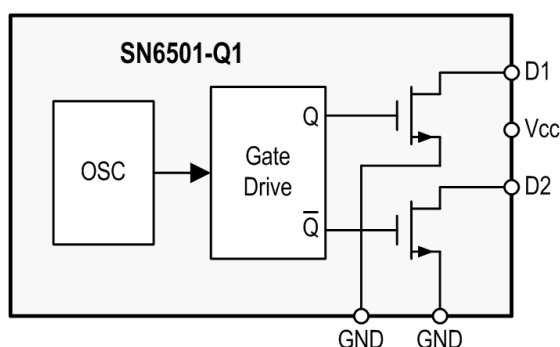 SN6501-Q1
D1
Q
Vcc
OSC
Gate
Drive
D2
Q̅
GND GND